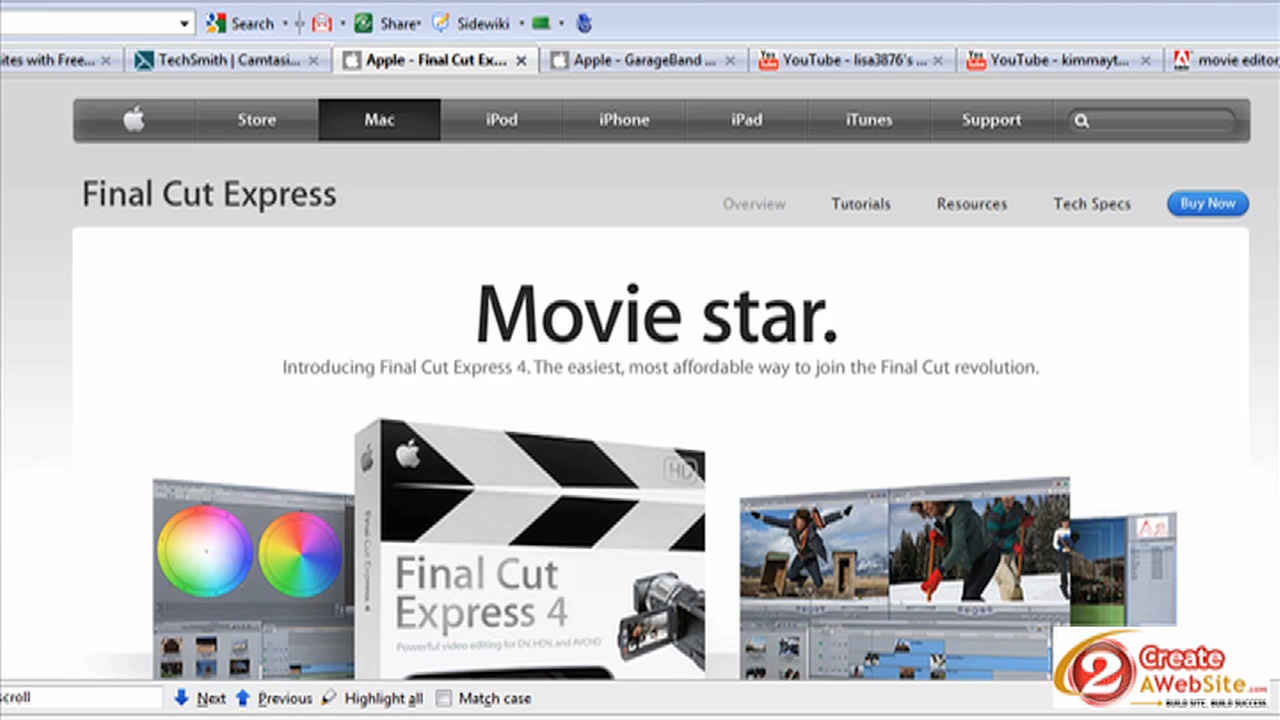 Search Share Sidewiki
ites with Free... TechSmith | Camtasi... Apple - Final Cut Ex... Apple - GarageBand ... YouTube - lisa3876's ... YouTube - kimmayt... movie editor
Store Mac iPod iPhone iPad iTunes Support
Final Cut Express
Overview Tutorials Resources Tech Specs Buy Now
Movie star.
Introducing Final Cut Express 4. The easiest, most affordable way to join the Final Cut revolution.
HD
Final Cut Express 4
Final Cut
Express 4
Powerful video editing for DV, HDV, and AVCHD
2 Create
AWebSite.com
BUILD SITE. BUILD SUCCESS.
scroll Next Previous Highlight all Match case